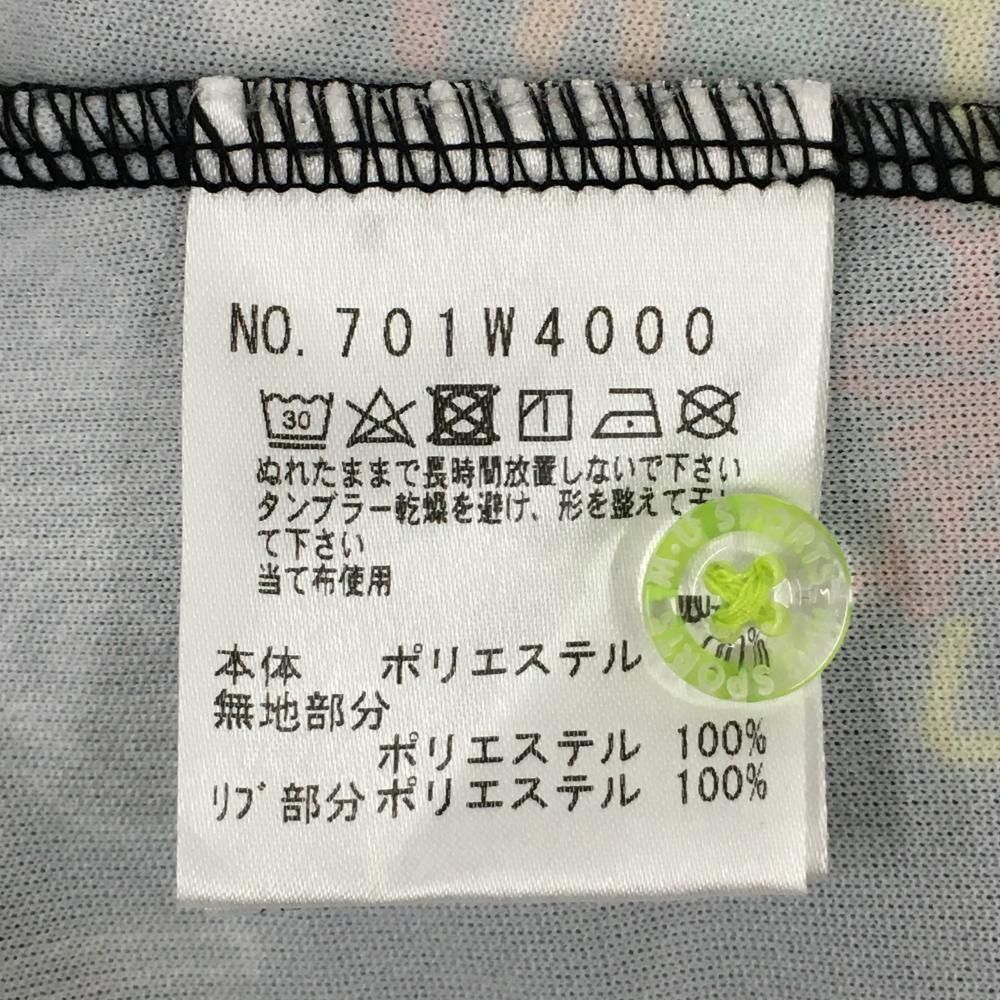 NO. 701W4000
30
ぬれたままで長時間放置しないで下さい
タンブラー乾燥を避け、形を整えて干し
て下さい
当て布使用
本体 ポリエステル
無地部分
ポリエステル 100%
リブ部分 ポリエステル 100%
M・U SPORTS
SPORTS